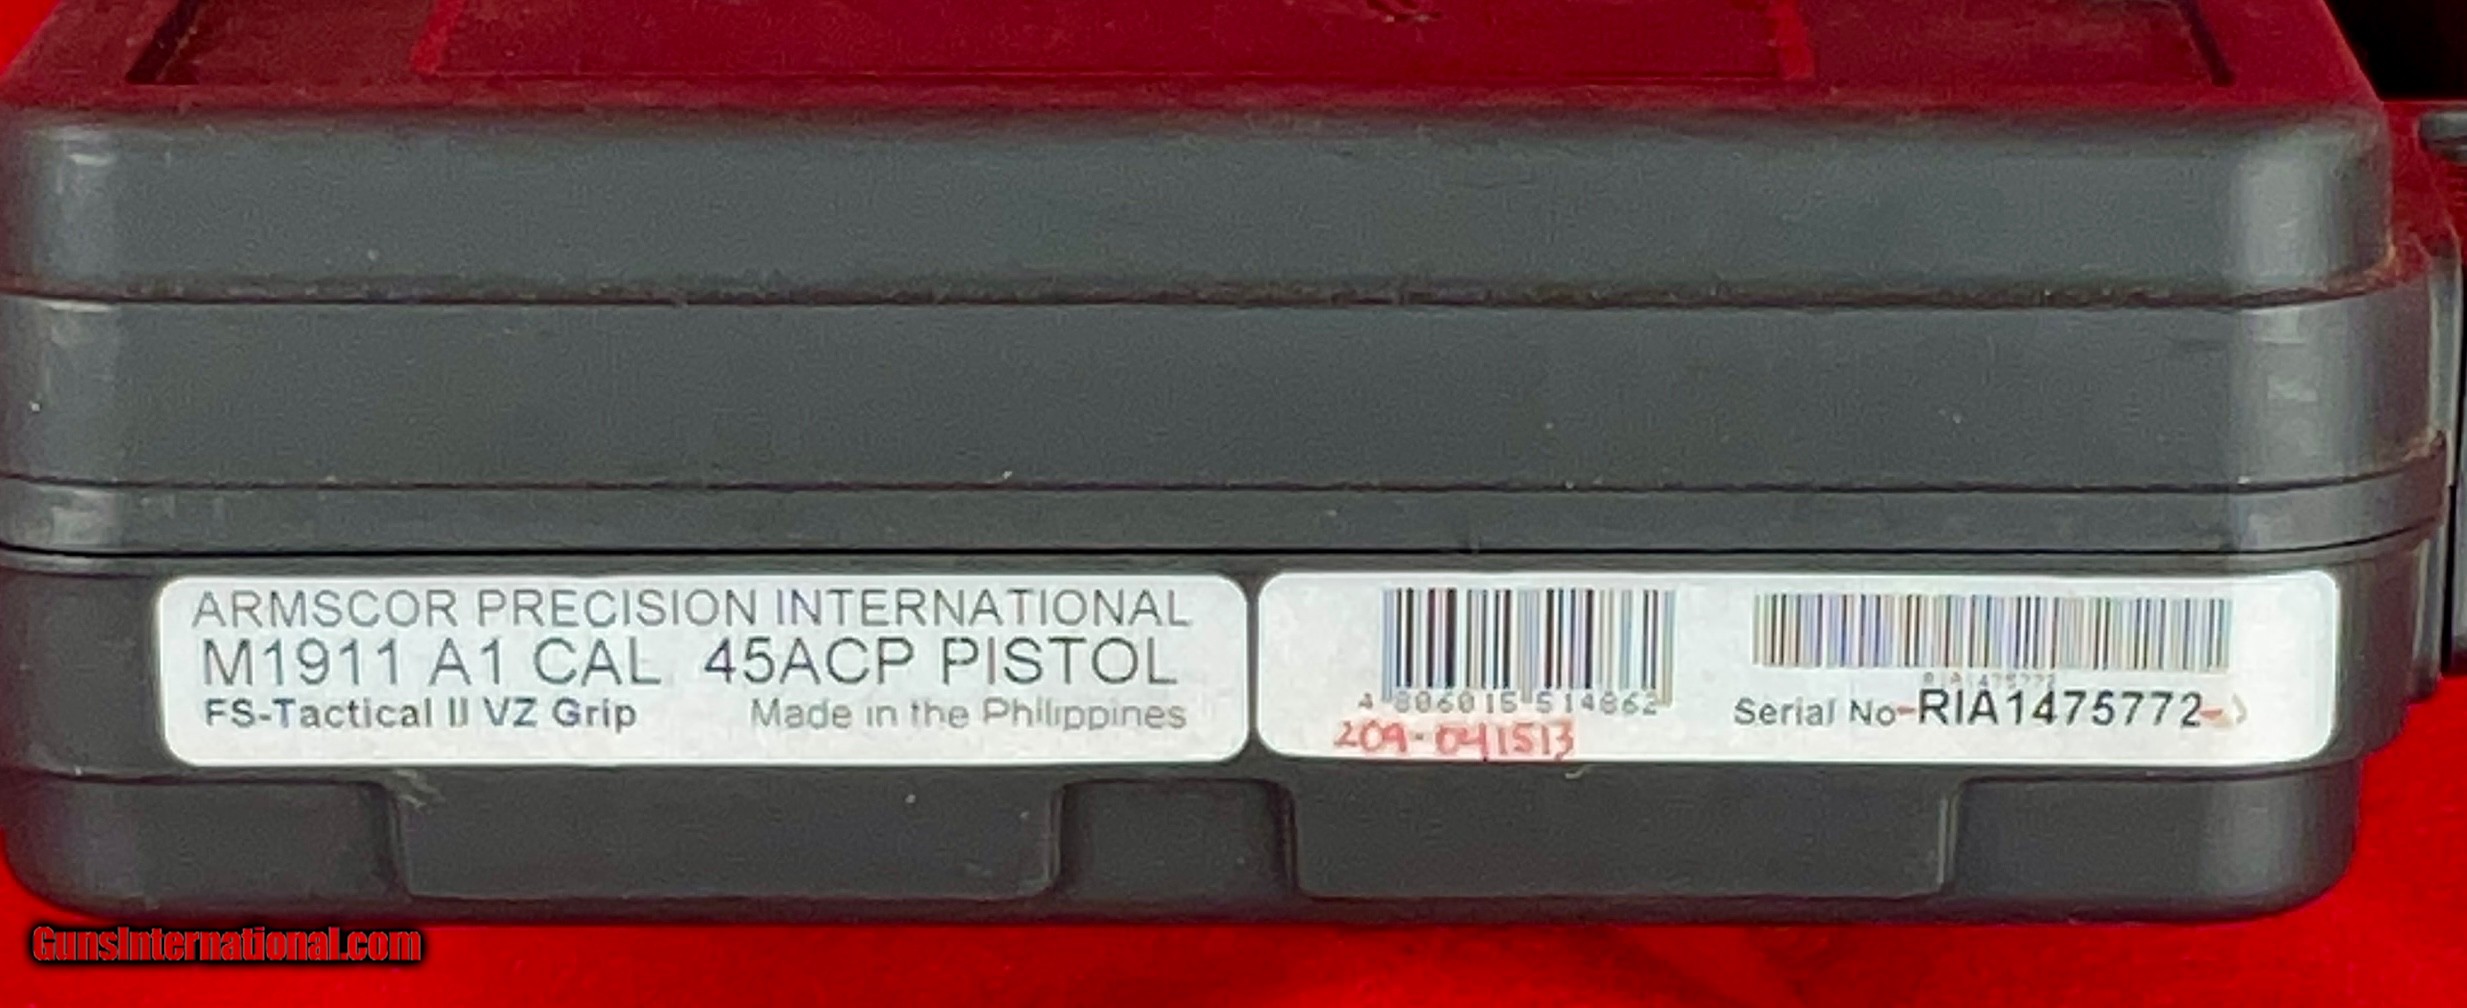 ARMSCOR PRECISION INTERNATIONAL
M1911 A1 CAL 45ACP PISTOL
FS-Tactical II VZ Grip Made in the Philippines
4 806015 514862
209-041513
RIA1475772
Serial No-RIA1475772-
GunsInternational.com